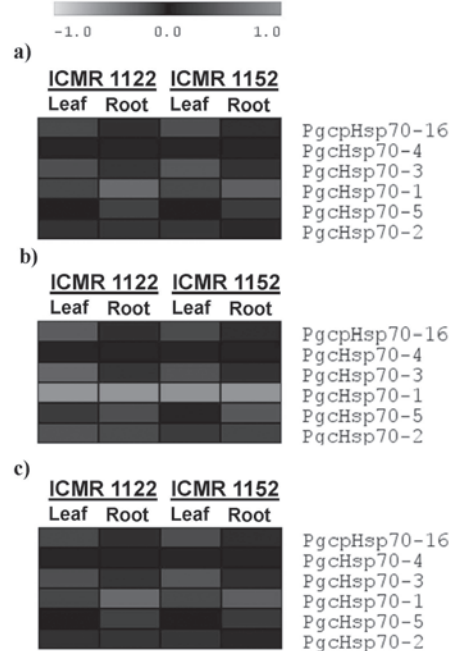 -1.0 0.0 1.0
a)
ICMR 1122 ICMR 1152
Leaf Root Leaf Root
PgcpHsp70-16
PgcHsp70-4
PgcHsp70-3
PgcHsp70-1
PgcHsp70-5
PgcHsp70-2
b)
ICMR 1122 ICMR 1152
Leaf Root Leaf Root
PgcpHsp70-16
PgcHsp70-4
PgcHsp70-3
PgcHsp70-1
PgcHsp70-5
PgcHsp70-2
c)
ICMR 1122 ICMR 1152
Leaf Root Leaf Root
PgcpHsp70-16
PgcHsp70-4
PgcHsp70-3
PgcHsp70-1
PgcHsp70-5
PgcHsp70-2